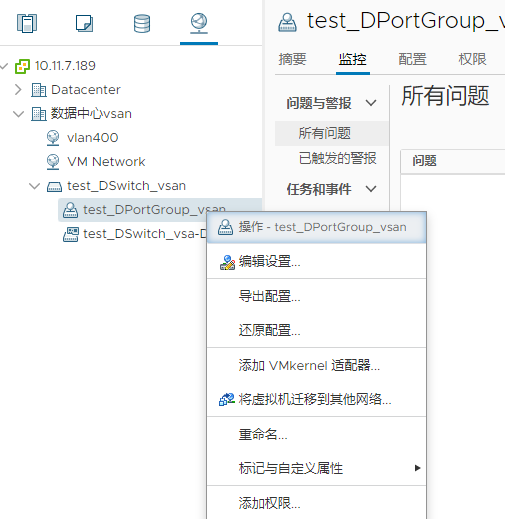 10.11.7.189
Datacenter
数据中心vsan
vlan400
VM Network
test_DSwitch_vsan
test_DPortGroup_vsan
test_DSwitch_vsa-D
test_DPortGroup_v
摘要 监控 配置 权限
问题与警报
所有问题
已触发的警报
任务和事件
所有问题
问题
操作 - test_DPortGroup_vsan
编辑设置...
导出配置...
还原配置...
添加 VMkernel 适配器...
将虚拟机迁移到其他网络...
重命名...
标记与自定义属性
添加权限...